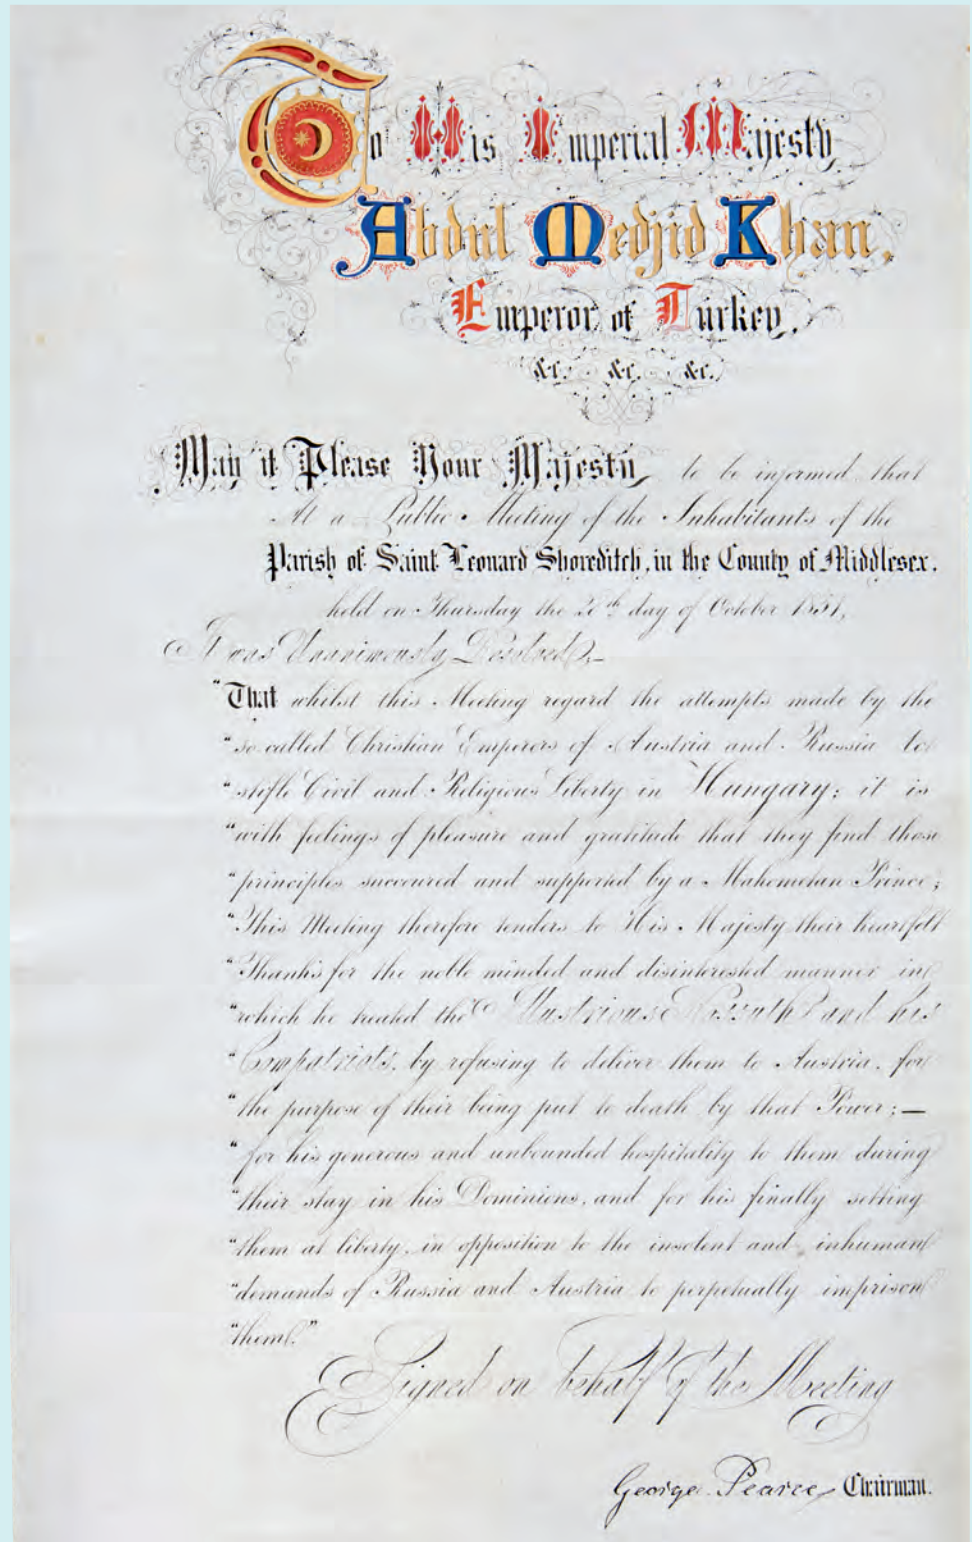 To His Imperial Majesty
Abdul Medjid Khan,
Emperor of Turkey,
&c. &c. &c.
May it Please Your Majesty, to be informed that
At a Public Meeting of the Inhabitants of the
Parish of Saint Leonard Shoreditch, in the County of Middlesex.
held on Thursday the 20th day of October 1851,
It was Unanimously Resolved,—
"That whilst this Meeting regard the attempts made by the
"so called Christian Emperors of Austria and Russia to
"stifle Civil and Religious Liberty in Hungary; it is
"with feelings of pleasure and gratitude that they find those
"principles succoured and supported by a Mahometan Prince;
"This Meeting therefore tenders to His Majesty their heartfelt
"Thanks for the noble minded and disinterested manner in
"which he treated the Illustrious Kossuth and his
"Compatriots, by refusing to deliver them to Austria, for
"the purpose of their being put to death by that Power;—
"for his generous and unbounded hospitality to them during
"their stay in his Dominions, and for his finally setting
"them at liberty, in opposition to the insolent and inhuman
"demands of Russia and Austria to perpetually imprison
"them."
Signed on behalf of the Meeting
George Pearce, Chairman.